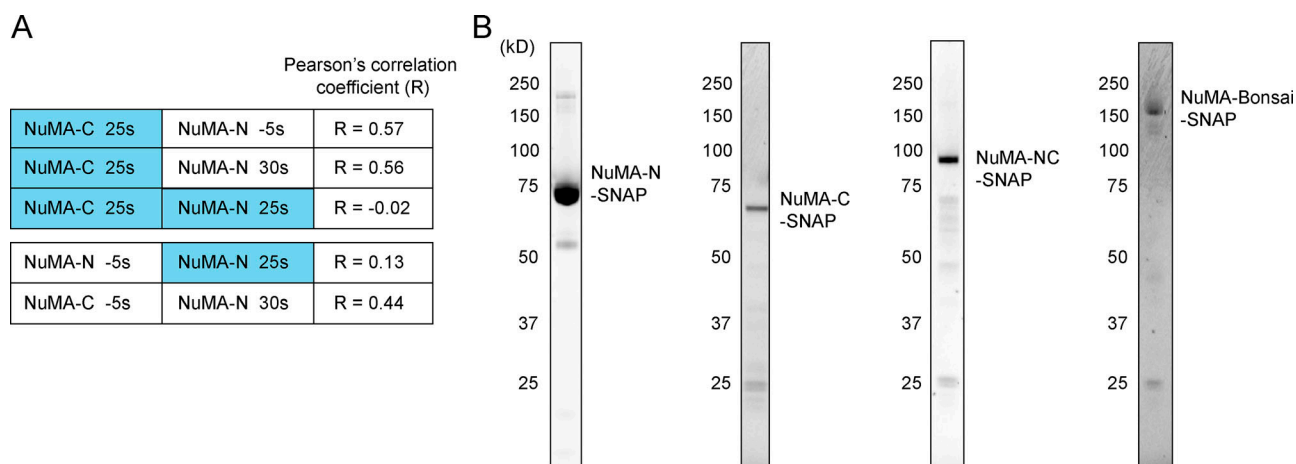 A
Pearson's correlation
coefficient (R)
NuMA-C 25s NuMA-N -5s R = 0.57
NuMA-C 25s NuMA-N 30s R = 0.56
NuMA-C 25s NuMA-N 25s R = -0.02
NuMA-N -5s NuMA-N 25s R = 0.13
NuMA-C -5s NuMA-N 30s R = 0.44
B
(kD)
250
150
100
75
50
37
25
NuMA-N
-SNAP
250
150
100
75
50
37
25
NuMA-C
-SNAP
250
150
100
75
50
37
25
NuMA-NC
-SNAP
250
150
100
75
50
37
25
NuMA-Bonsai
-SNAP